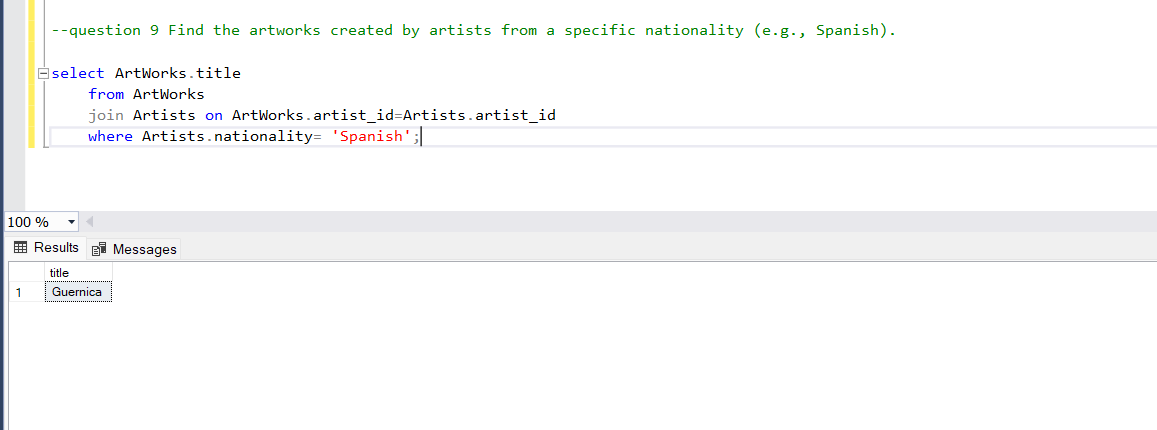 --question 9 Find the artworks created by artists from a specific nationality (e.g., Spanish).
select ArtWorks.title
from ArtWorks
join Artists on ArtWorks.artist_id=Artists.artist_id
where Artists.nationality= 'Spanish';
100 %
Results Messages
title
1 Guernica